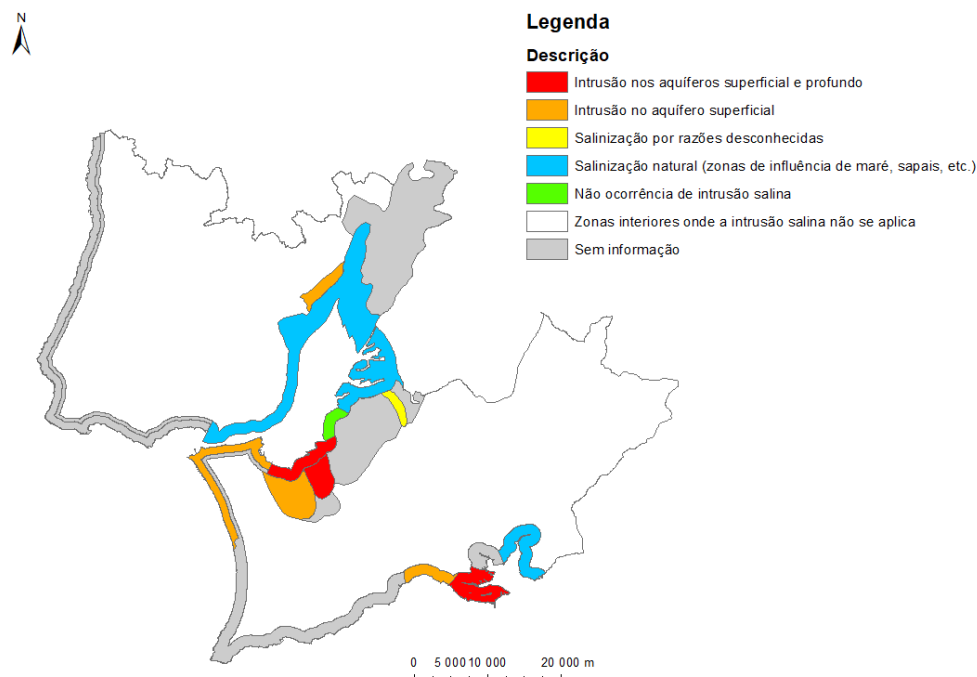 N
Legenda
Descrição
Intrusão nos aquíferos superficial e profundo
Intrusão no aquífero superficial
Salinização por razões desconhecidas
Salinização natural (zonas de influência de maré, sapais, etc.)
Não ocorrência de intrusão salina
Zonas interiores onde a intrusão salina não se aplica
Sem informação
0 5 000 10 000 20 000 m